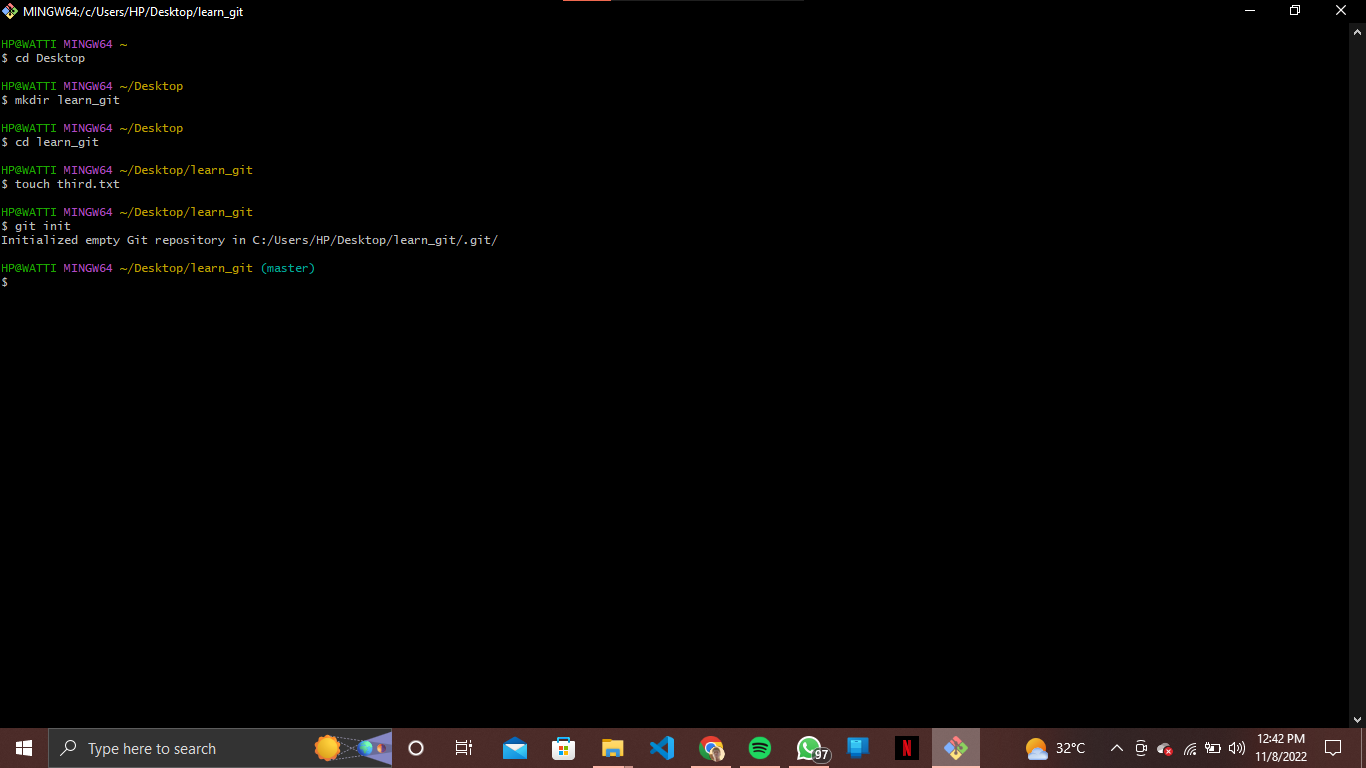 MINGW64:/c/Users/HP/Desktop/learn_git
HP@WATTI MINGW64 ~
$ cd Desktop
HP@WATTI MINGW64 ~/Desktop
$ mkdir learn_git
HP@WATTI MINGW64 ~/Desktop
$ cd learn_git
HP@WATTI MINGW64 ~/Desktop/learn_git
$ touch third.txt
HP@WATTI MINGW64 ~/Desktop/learn_git
$ git init
Initialized empty Git repository in C:/Users/HP/Desktop/learn_git/.git/
HP@WATTI MINGW64 ~/Desktop/learn_git (master)
$
Type here to search
97
N
32°C
12:42 PM
11/8/2022